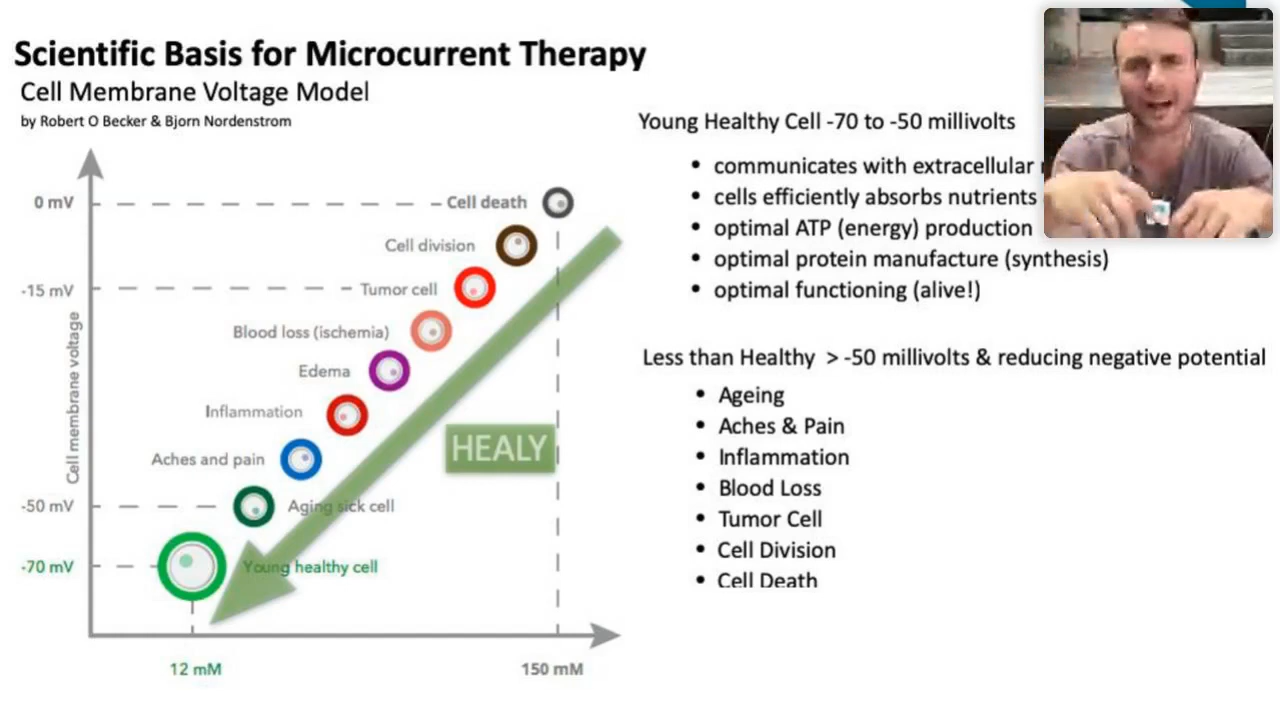 Scientific Basis for Microcurrent Therapy
Cell Membrane Voltage Model
by Robert O Becker & Bjorn Nordenstrom
0 mV
Cell death
Cell division
-15 mV
Tumor cell
Blood loss (ischemia)
Edema
Inflammation
Aches and pain
-50 mV
Aging sick cell
-70 mV
Young healthy cell
Cell membrane voltage
HEALY
12 mM
150 mM
Young Healthy Cell -70 to -50 millivolts
• communicates with extracellular
• cells efficiently absorbs nutrients
• optimal ATP (energy) production
• optimal protein manufacture (synthesis)
• optimal functioning (alive!)
Less than Healthy > -50 millivolts & reducing negative potential
• Ageing
• Aches & Pain
• Inflammation
• Blood Loss
• Tumor Cell
• Cell Division
• Cell Death